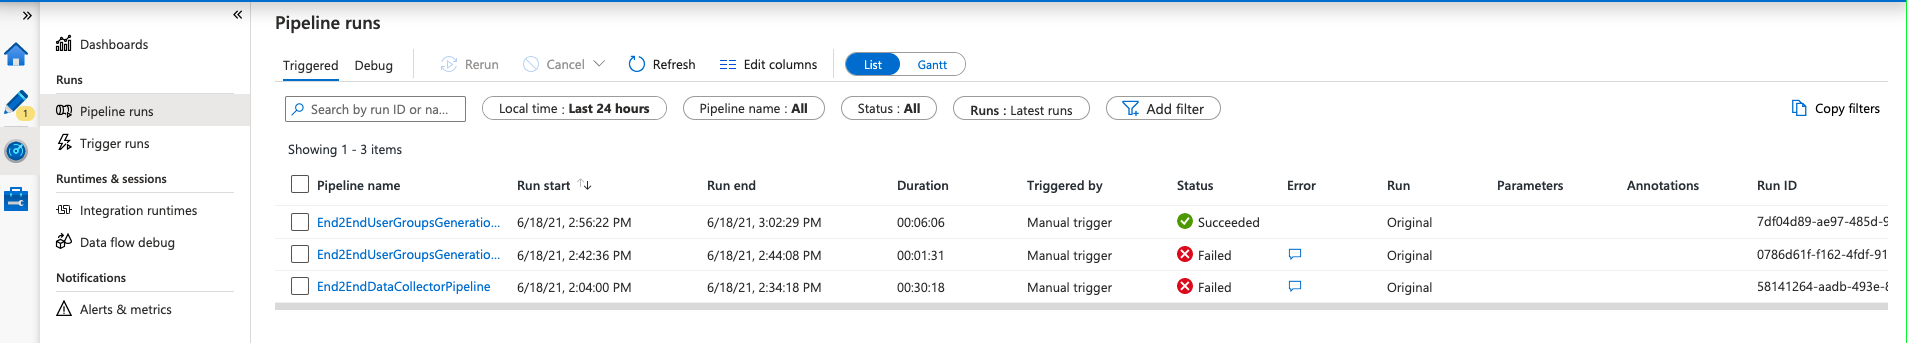 Pipeline runs
Dashboards
Runs
1
Pipeline runs
Trigger runs
Runtimes & sessions
Integration runtimes
Data flow debug
Notifications
Alerts & metrics
Triggered Debug Rerun Cancel Refresh Edit columns List Gantt
Search by run ID or na... Local time : Last 24 hours Pipeline name : All Status : All Runs : Latest runs Add filter Copy filters
Showing 1 - 3 items
Pipeline name Run start Run end Duration Triggered by Status Error Run Parameters Annotations Run ID
End2EndUserGroupsGeneratio... 6/18/21, 2:56:22 PM 6/18/21, 3:02:29 PM 00:06:06 Manual trigger Succeeded Original 7df04d89-ae97-485d-9
End2EndUserGroupsGeneratio... 6/18/21, 2:42:36 PM 6/18/21, 2:44:08 PM 00:01:31 Manual trigger Failed Original 0786d61f-f162-4fdf-91
End2EndDataCollectorPipeline 6/18/21, 2:04:00 PM 6/18/21, 2:34:18 PM 00:30:18 Manual trigger Failed Original 58141264-aadb-493e-8